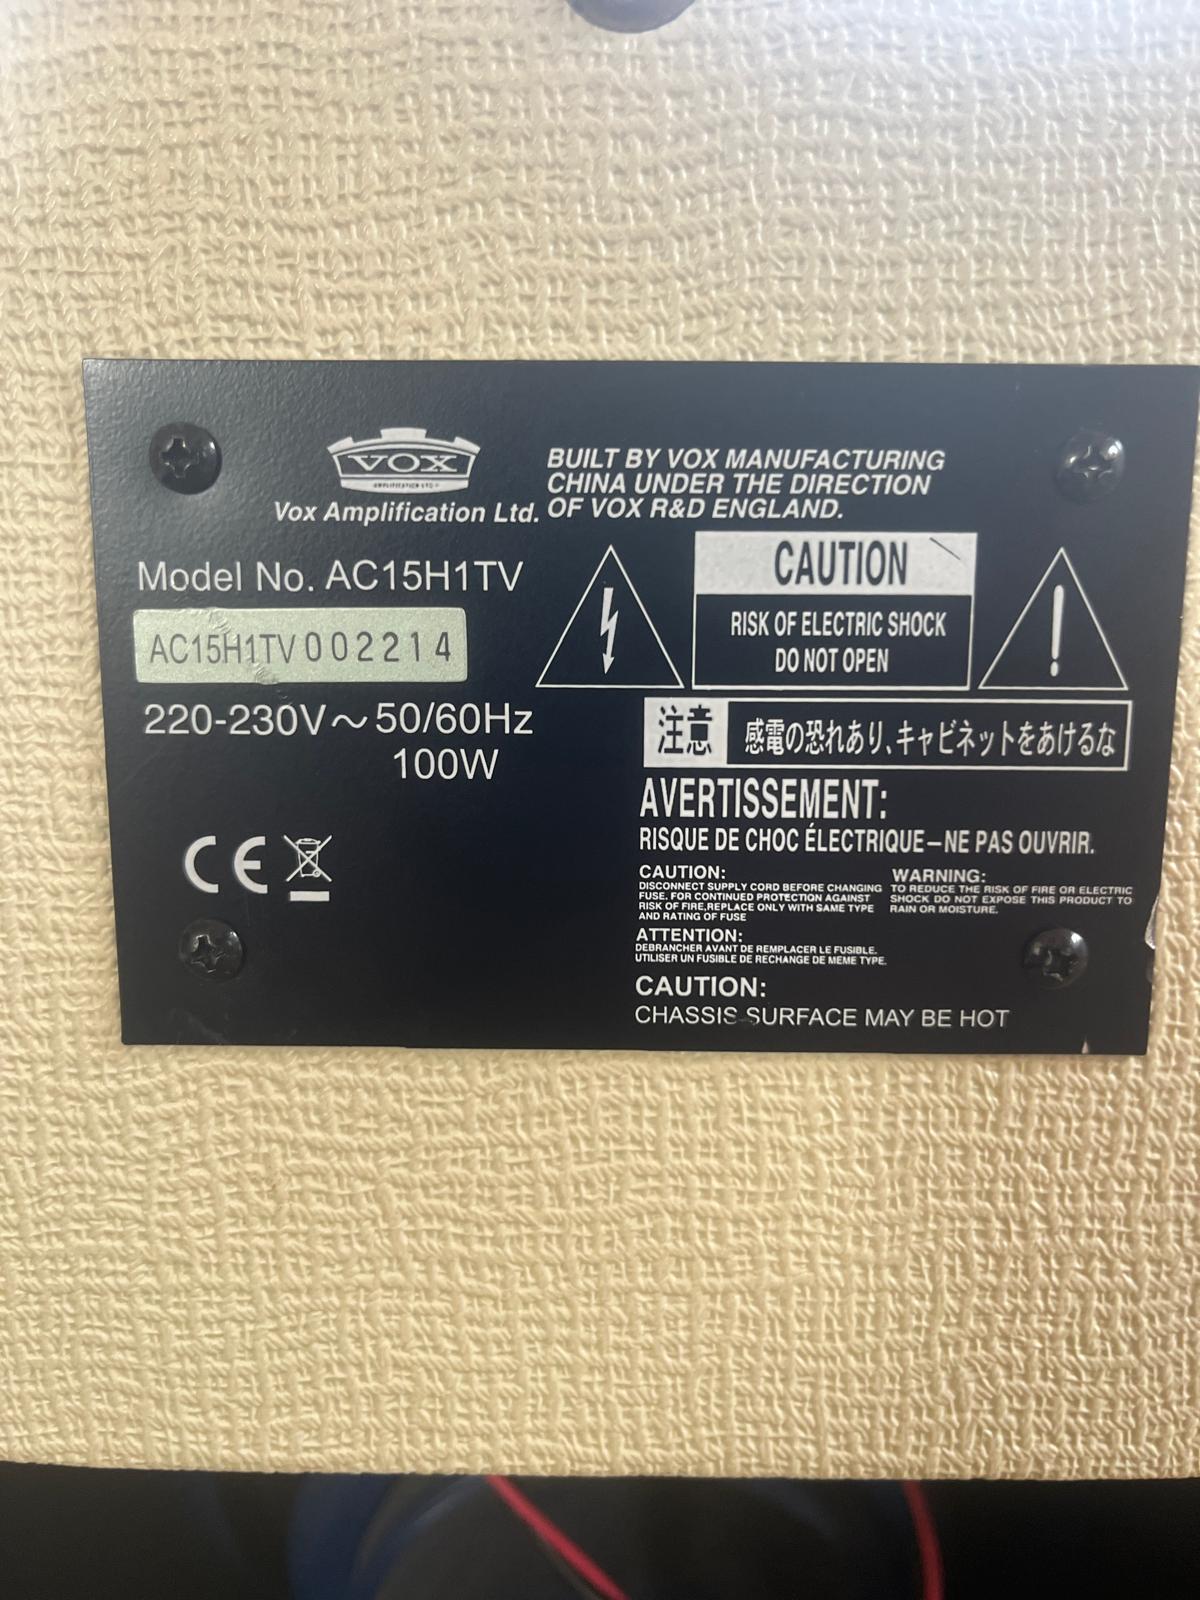 VOX
AMPLIFICATION LTD.
Vox Amplification Ltd.
BUILT BY VOX MANUFACTURING
CHINA UNDER THE DIRECTION
OF VOX R&D ENGLAND.
Model No. AC15H1TV
AC15H1TV002214
220-230V~50/60Hz
100W
CE
CAUTION
RISK OF ELECTRIC SHOCK
DO NOT OPEN
注意 感電の恐れあり、キャビネットをあけるな
AVERTISSEMENT:
RISQUE DE CHOC ÉLECTRIQUE–NE PAS OUVRIR.
CAUTION:
DISCONNECT SUPPLY CORD BEFORE CHANGING
FUSE. FOR CONTINUED PROTECTION AGAINST
RISK OF FIRE,REPLACE ONLY WITH SAME TYPE
AND RATING OF FUSE
WARNING:
TO REDUCE THE RISK OF FIRE OR ELECTRIC
SHOCK DO NOT EXPOSE THIS PRODUCT TO
RAIN OR MOISTURE.
ATTENTION:
DEBRANCHER AVANT DE REMPLACER LE FUSIBLE.
UTILISER UN FUSIBLE DE RECHANGE DE MEME TYPE.
CAUTION:
CHASSIS SURFACE MAY BE HOT